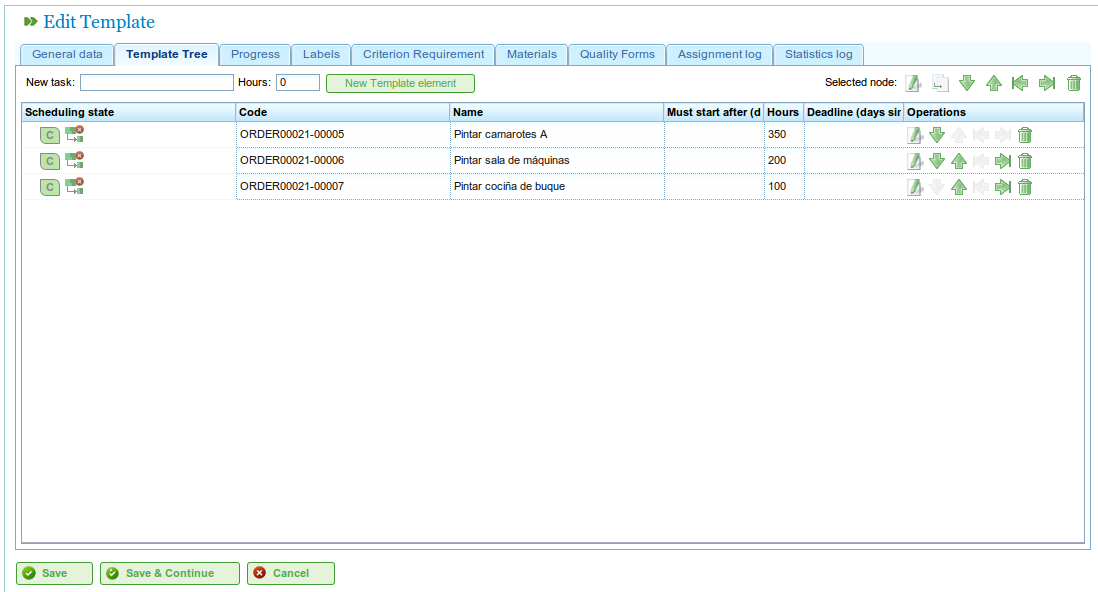 Edit Template
General data Template Tree Progress Labels Criterion Requirement Materials Quality Forms Assignment log Statistics log
New task: Hours: 0 New Template element Selected node:
Scheduling state Code Name Must start after (d Hours Deadline (days sin Operations
C ORDER00021-00005 Pintar camarotes A 350
C ORDER00021-00006 Pintar sala de máquinas 200
C ORDER00021-00007 Pintar cociña de buque 100
Save Save & Continue Cancel